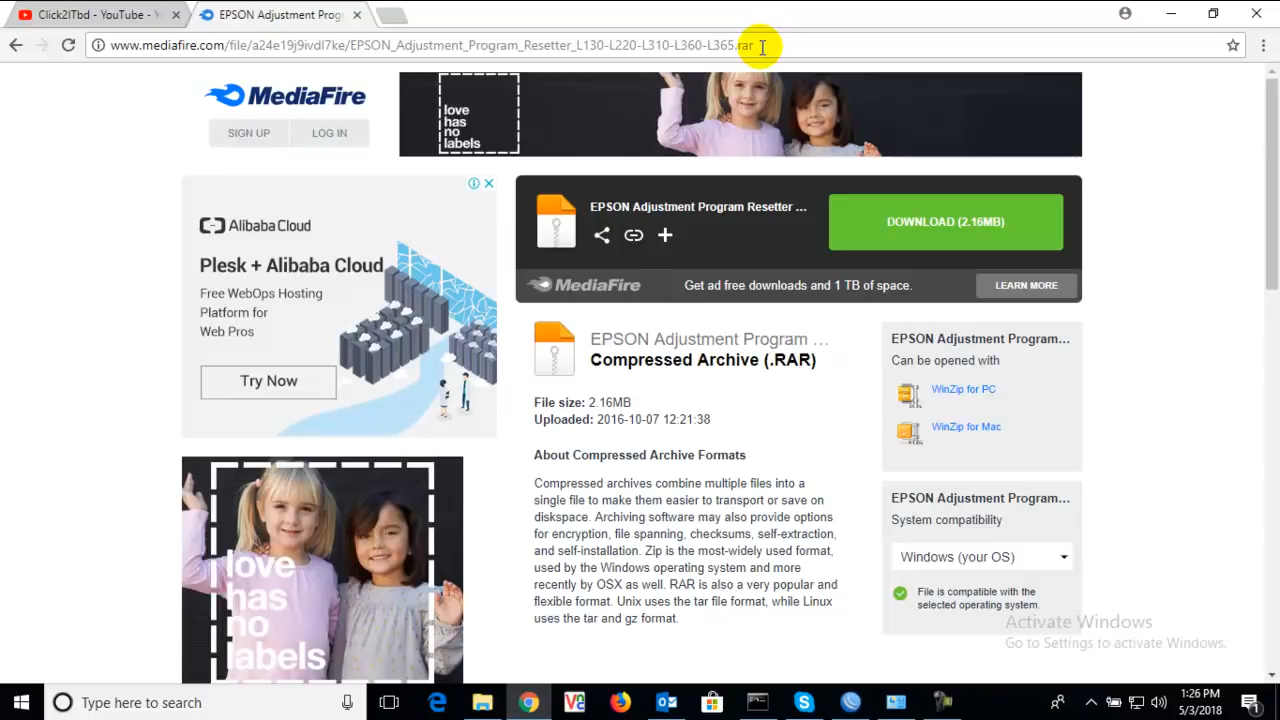 Click2ITbd - YouTube -
EPSON Adjustment Prog
www.mediafire.com/file/a24e19j9ivdl7ke/EPSON_Adjustment_Program_Resetter_L130-L220-L310-L360-L365.rar
MediaFire
SIGN UP
LOG IN
love
has
no
labels
Alibaba Cloud
Plesk + Alibaba Cloud
Free WebOps Hosting
Platform for
Web Pros
Try Now
EPSON Adjustment Program Resetter ...
DOWNLOAD (2.16MB)
MediaFire
Get ad free downloads and 1 TB of space.
LEARN MORE
EPSON Adjustment Program ...
Compressed Archive (.RAR)
File size: 2.16MB
Uploaded: 2016-10-07 12:21:38
About Compressed Archive Formats
Compressed archives combine multiple files into a
single file to make them easier to transport or save on
diskspace. Archiving software may also provide options
for encryption, file spanning, checksums, self-extraction,
and self-installation. Zip is the most-widely used format,
used by the Windows operating system and more
recently by OSX as well. RAR is also a very popular and
flexible format. Unix uses the tar file format, while Linux
uses the tar and gz format.
EPSON Adjustment Program...
Can be opened with
WinZip for PC
WinZip for Mac
EPSON Adjustment Program...
System compatibility
Windows (your OS)
File is compatible with the
selected operating system.
love
has
no
labels
Activate Windows
Go to Settings to activate Windows.
Type here to search
1:26 PM
5/3/2018